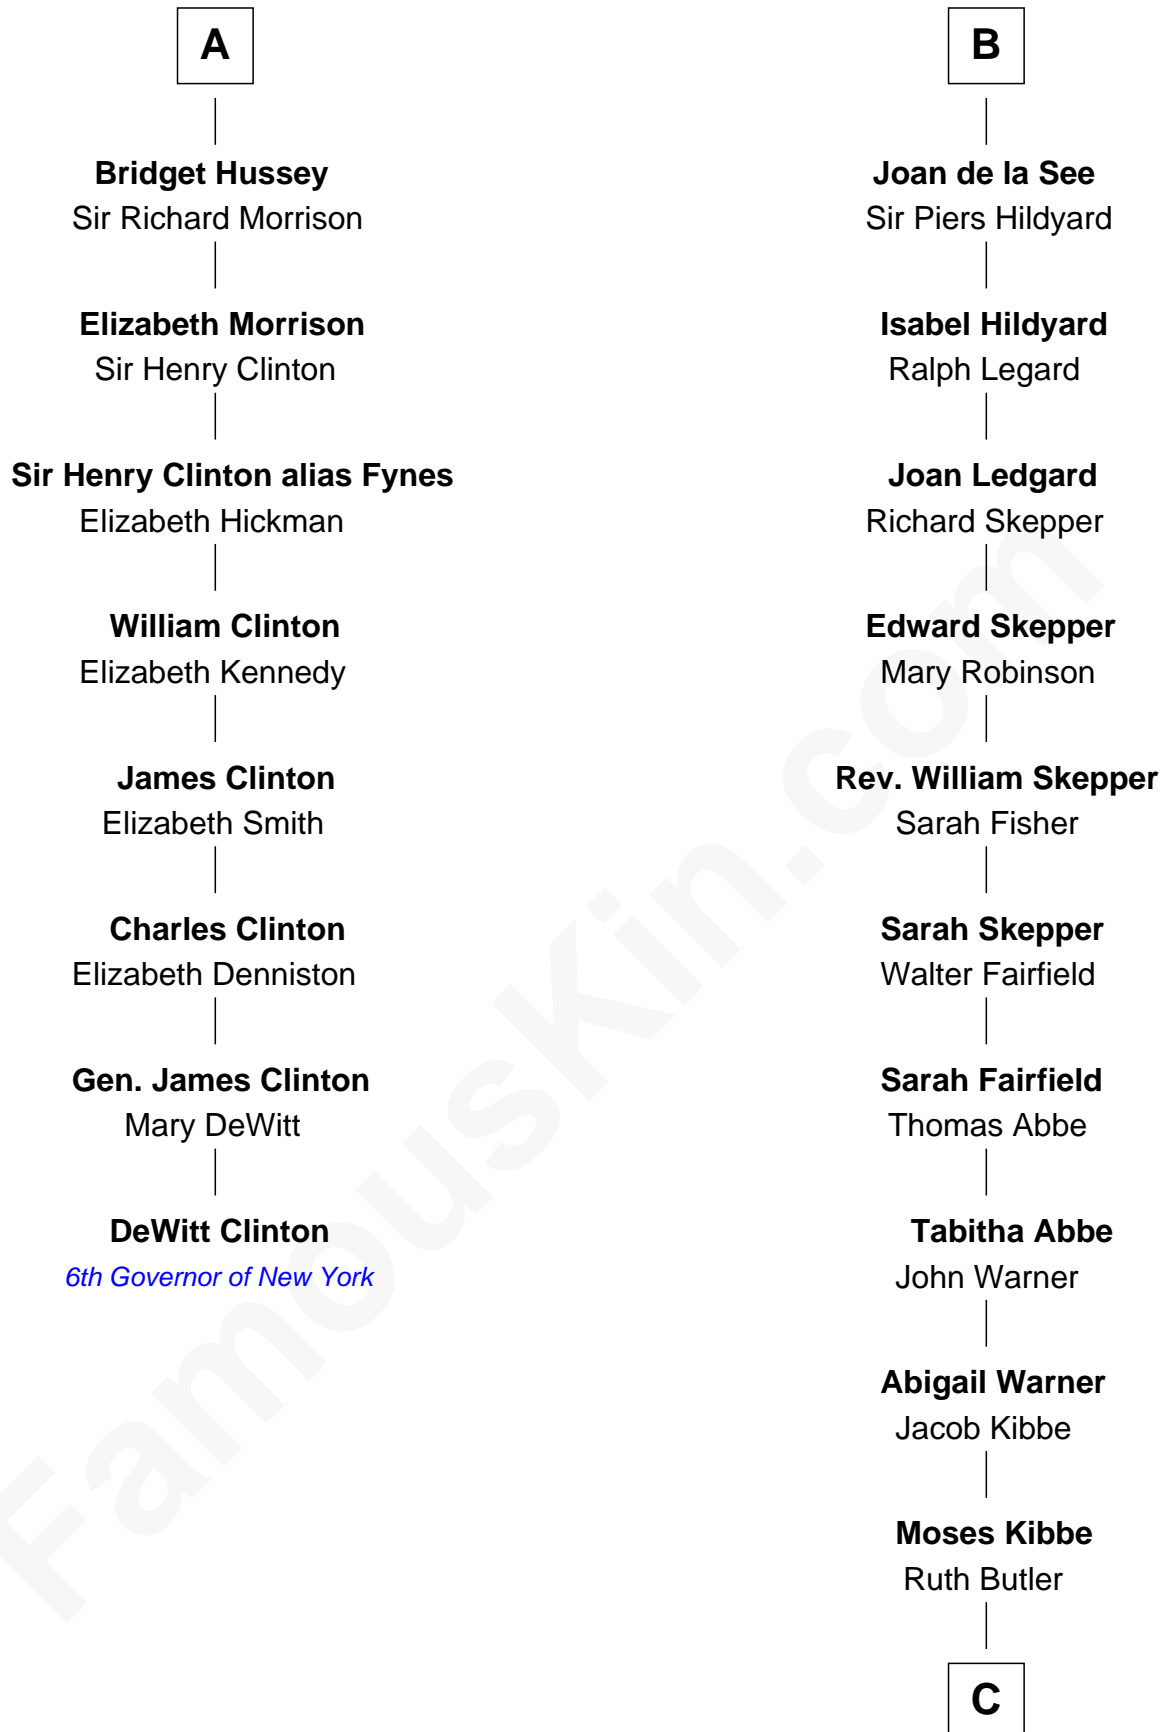 A
Bridget Hussey
Sir Richard Morrison
Elizabeth Morrison
Sir Henry Clinton
Sir Henry Clinton alias Fynes
Elizabeth Hickman
William Clinton
Elizabeth Kennedy
James Clinton
Elizabeth Smith
Charles Clinton
Elizabeth Denniston
Gen. James Clinton
Mary DeWitt
DeWitt Clinton
6th Governor of New York
B
Joan de la See
Sir Piers Hildyard
Isabel Hildyard
Ralph Legard
Joan Ledgard
Richard Skepper
Edward Skepper
Mary Robinson
Rev. William Skepper
Sarah Fisher
Sarah Skepper
Walter Fairfield
Sarah Fairfield
Thomas Abbe
Tabitha Abbe
John Warner
Abigail Warner
Jacob Kibbe
Moses Kibbe
Ruth Butler
C
FamousKin.com